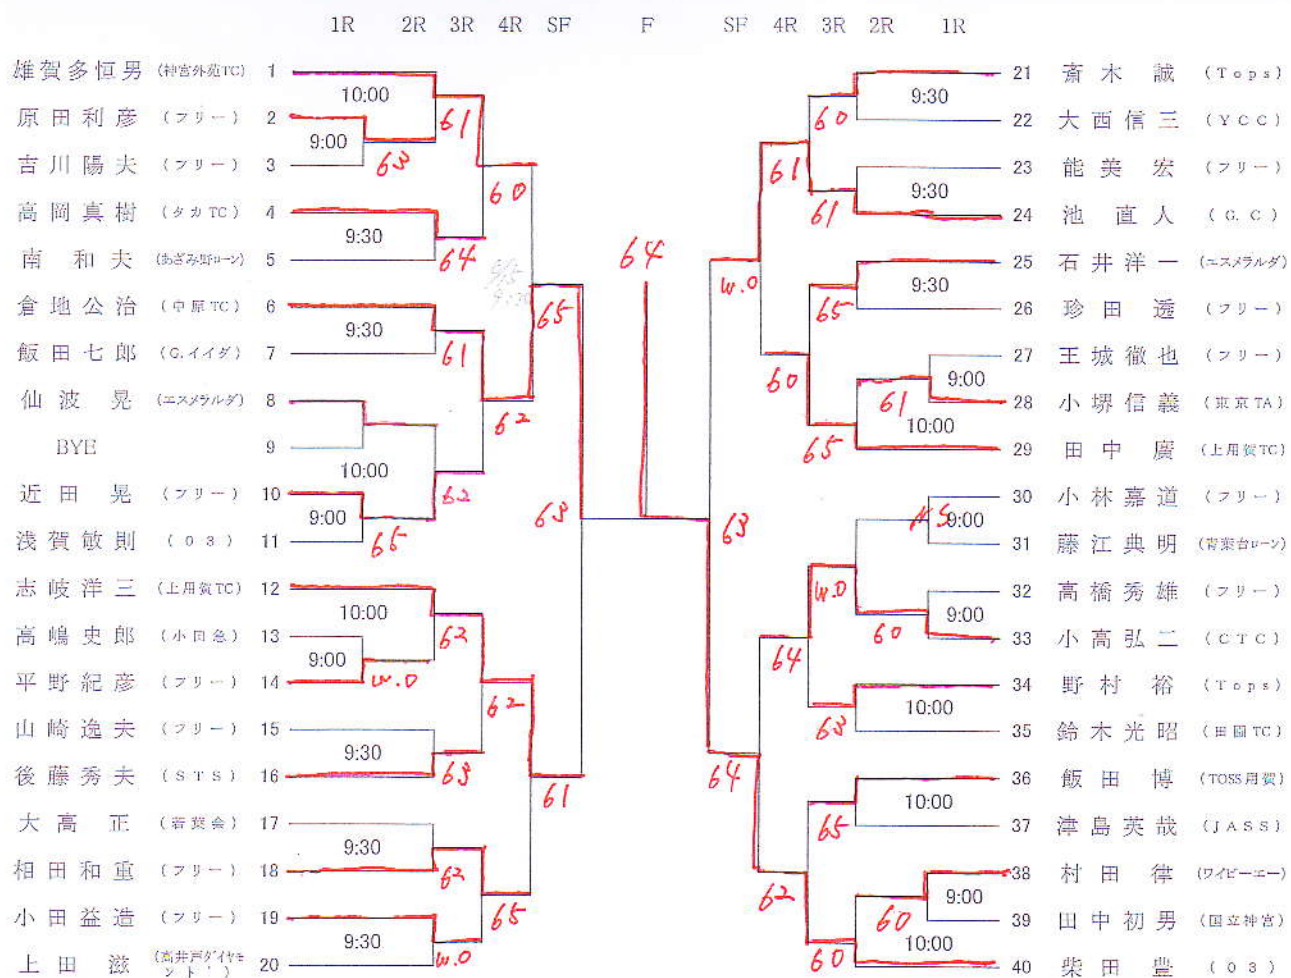 1R 2R 3R 4R SF F SF 4R 3R 2R 1R
雄賀多恒男 (神宮外苑TC) 1
原田利彦 (フリー) 2
吉川陽夫 (フリー) 3
高岡真樹 (タカTC) 4
南 和夫 (あざみ野ローン) 5
倉地公治 (中原TC) 6
飯田七郎 (G.イイダ) 7
仙波 晃 (エスメラルダ) 8
BYE 9
近田 晃 (フリー) 10
浅賀敏則 (O3) 11
志岐洋三 (上用賀TC) 12
高嶋史郎 (小田急) 13
平野紀彦 (フリー) 14
山崎逸夫 (フリー) 15
後藤秀夫 (STS) 16
大高 正 (若葉会) 17
相田和重 (フリー) 18
小田益造 (フリー) 19
上田 滋 (高井戸ダイヤモンド) 20
10:00
9:00
63
61
9:30
64
60
9:30
61
65
10:00
9:00
65
62
62
63
10:00
9:00
w.o
62
9:30
63
62
61
9:30
62
9:30
w.o
65
64
21 斎木 誠 (Tops)
22 大西信三 (YCC)
23 能美 宏 (フリー)
24 池 直人 (G.C)
25 石井洋一 (エスメラルダ)
26 珍田 透 (フリー)
27 王城徹也 (フリー)
28 小堺信義 (東京TA)
29 田中 廣 (上用賀TC)
30 小林嘉道 (フリー)
31 藤江典明 (青葉台ローン)
32 高橋秀雄 (フリー)
33 小高弘二 (CTC)
34 野村 裕 (Tops)
35 鈴木光昭 (田園TC)
36 飯田 博 (TOSS用賀)
37 津島英哉 (JASS)
38 村田 律 (ワイピーエー)
39 田中初男 (国立神宮)
40 柴田 豊 (O3)
9:30
60
9:30
61
61
w.o
9:30
65
9:00
61
10:00
60
65
63
NS 9:00
w.o
9:00
60
64
10:00
63
64
10:00
65
9:00
62
60
10:00
60